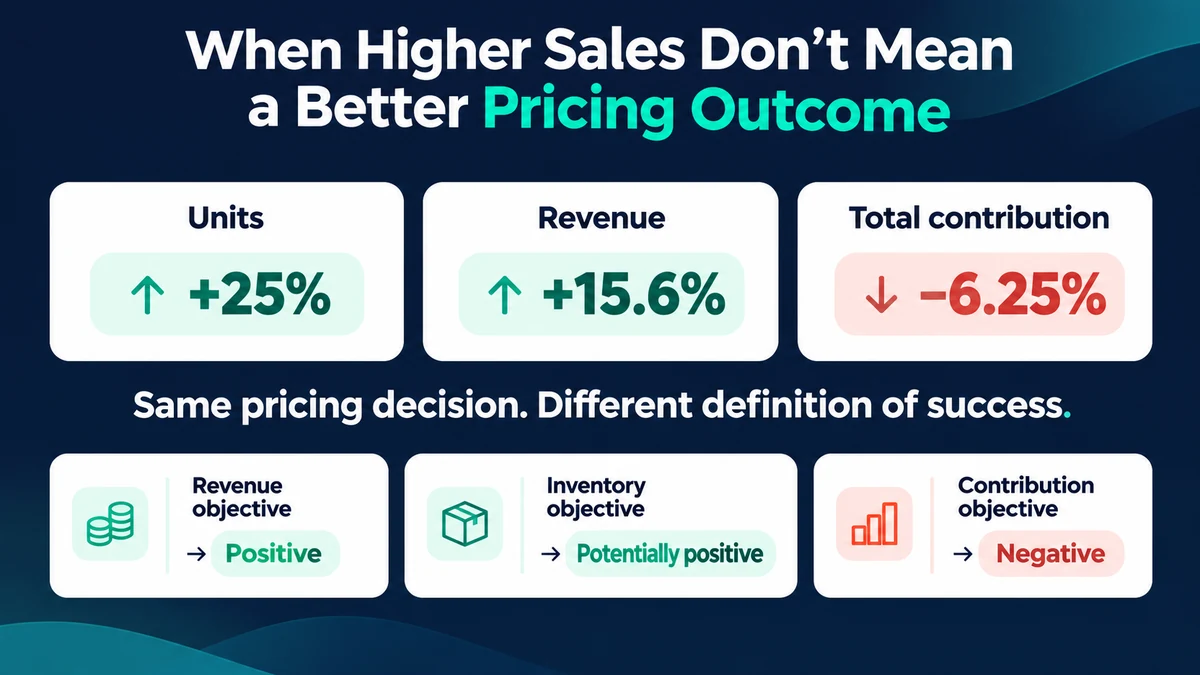 When Higher Sales Don't Mean
a Better Pricing Outcome
Units
↑ +25%
Revenue
↑ +15.6%
Total contribution
↓ −6.25%
Same pricing decision. Different definition of success.
Revenue
objective
→ Positive
Inventory
objective
→ Potentially positive
Contribution
objective
→ Negative